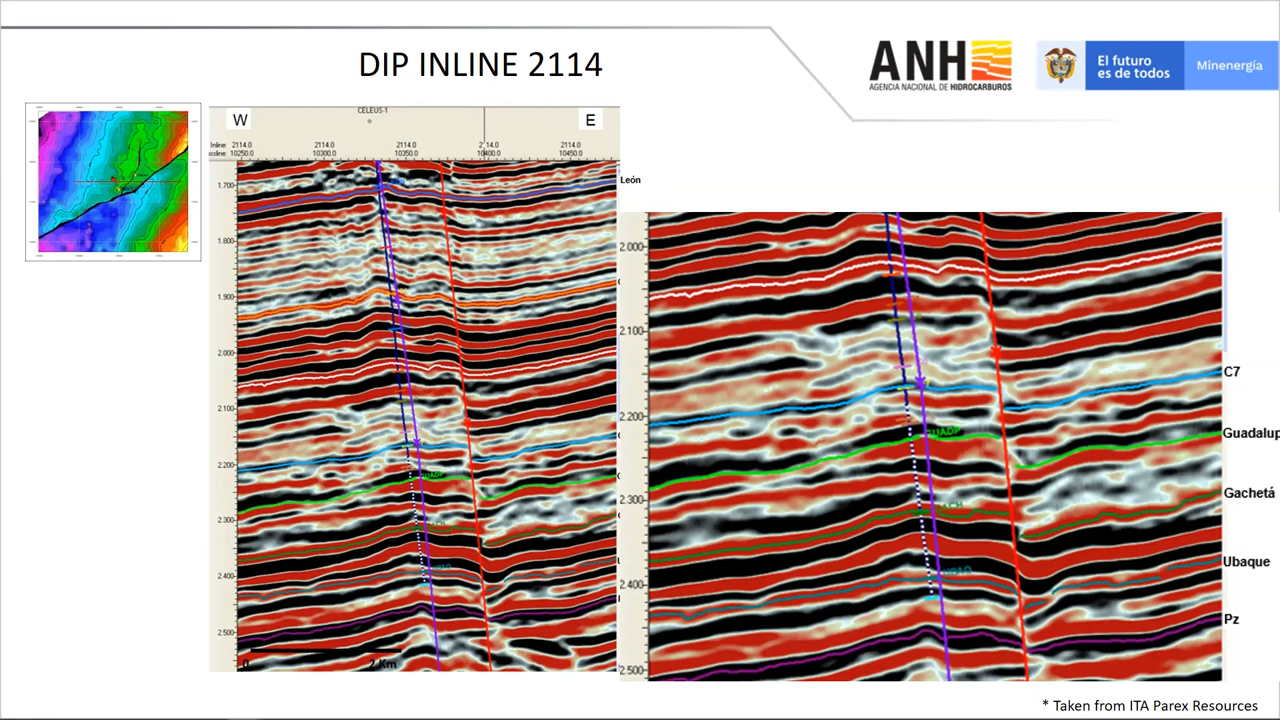 DIP INLINE 2114
ANH
AGENCIA NACIONAL DE HIDROCARBUROS
El futuro
es de todos
Minenergía
CELEUS-1
W
E
Inline: 2114.0 2114.0 2114.0 2114.0 2114.0
10250.0 10300.0 10350.0 10400.0 10450.0
León
1.700
1.800
1.900
2.000
2.100
2.200
2.300
2.400
2.500
0
2 Km
2.000
2.100
2.200
2.300
2.400
2.500
GUADP
C7
Guadalup
Gachetá
Ubaque
Pz
* Taken from ITA Parex Resources